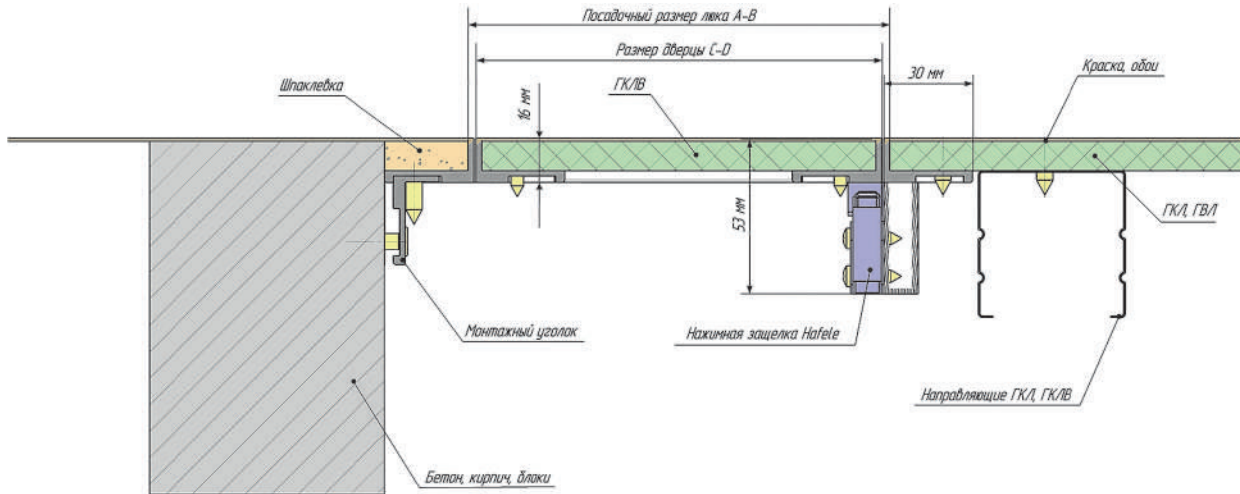 Посадочный размер люка А-В
Размер дверцы С-D
Шпаклевка
16 мм
ГКЛВ
30 мм
Краска, обои
53 мм
ГКЛ, ГВЛ
Монтажный уголок
Нажимная защелка Hafele
Направляющие ГКЛ, ГКЛВ
Бетон, кирпич, блоки